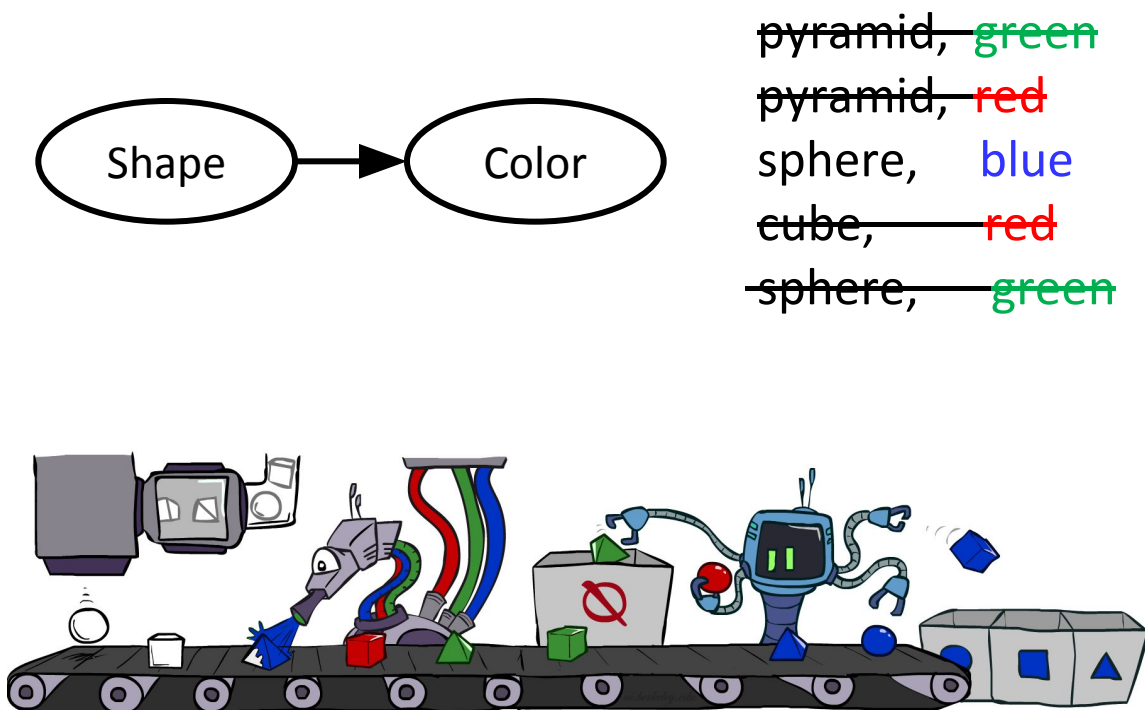 Shape
Color
pyramid, green
pyramid, red
sphere, blue
cube, red
sphere, green